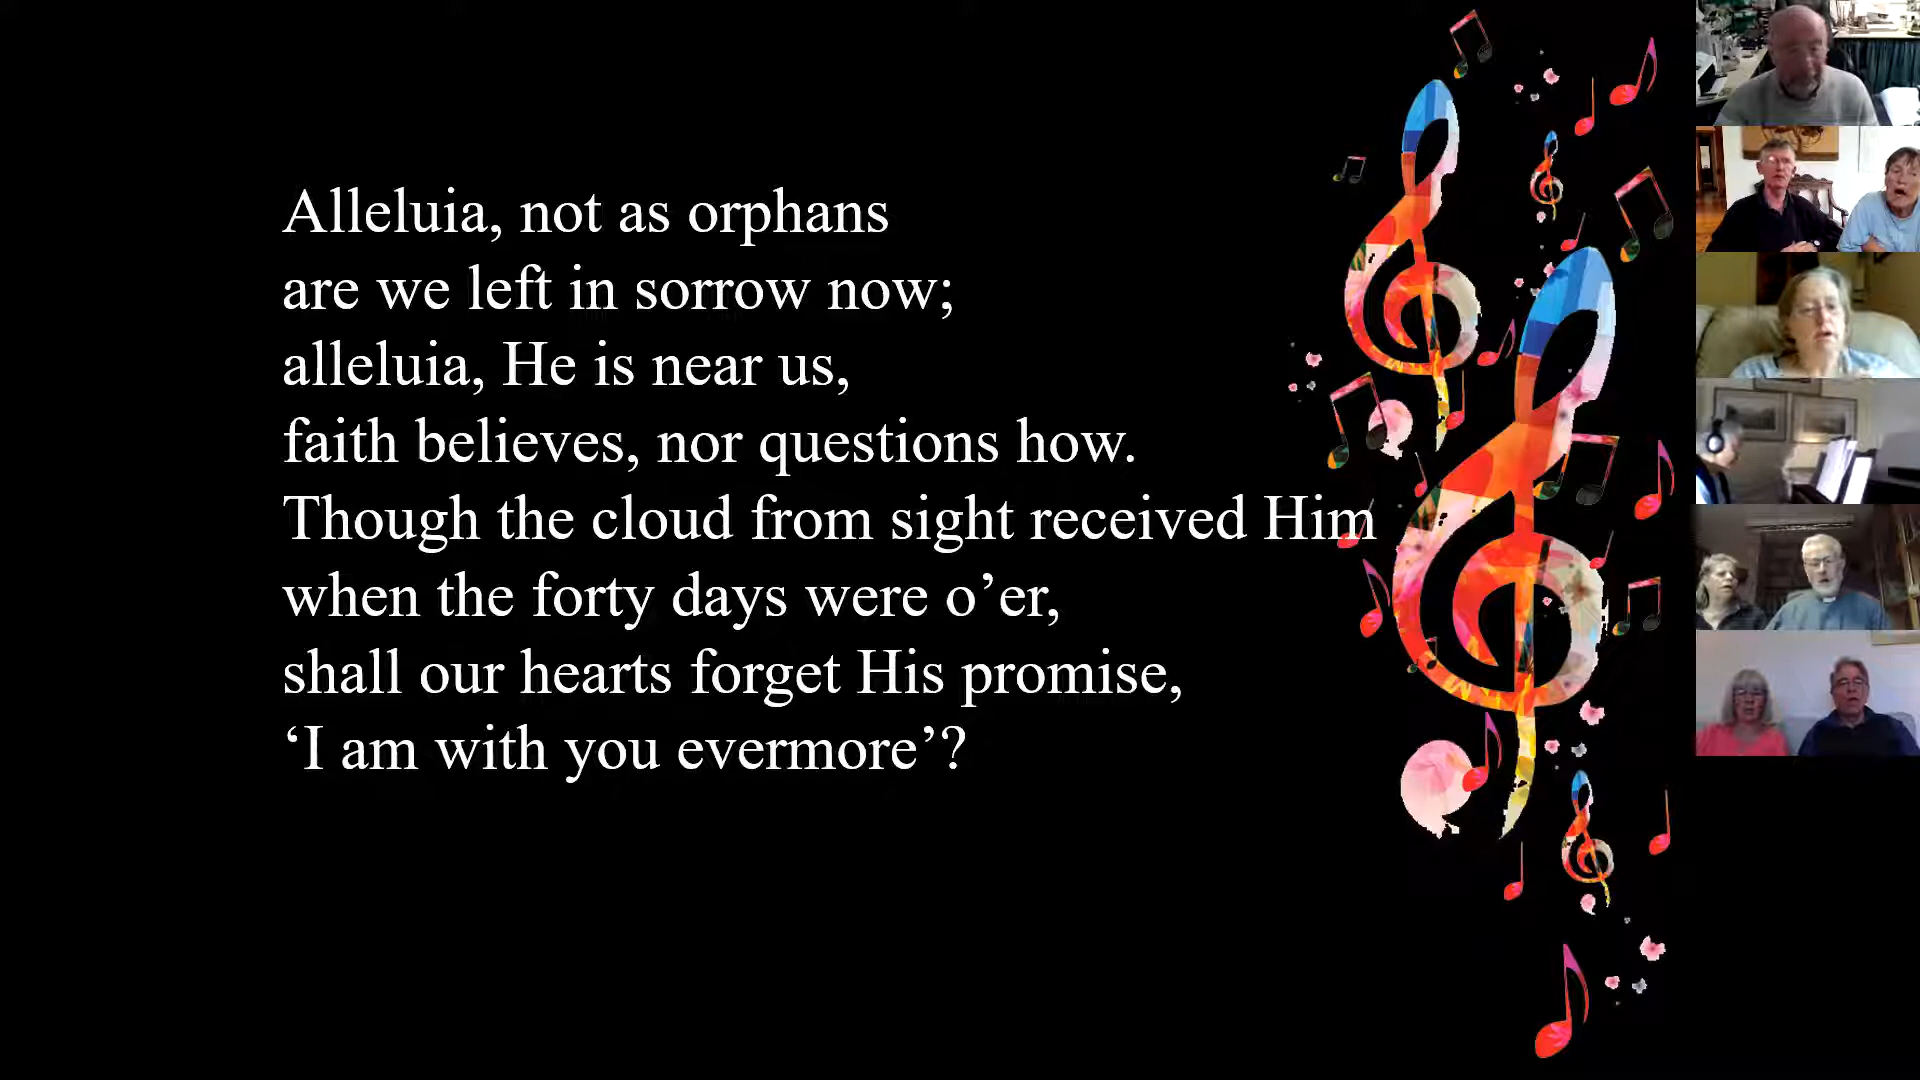 Alleluia, not as orphans
are we left in sorrow now;
alleluia, He is near us,
faith believes, nor questions how.
Though the cloud from sight received Him
when the forty days were o’er,
shall our hearts forget His promise,
‘I am with you evermore’?